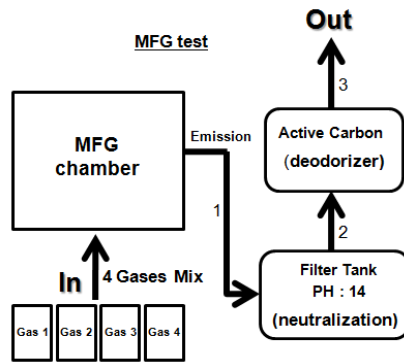 MFG test
Out
3
MFG
chamber
Emission
Active Carbon
(deodorizer)
1
2
In
4 Gases Mix
Filter Tank
PH : 14
(neutralization)
Gas 1
Gas 2
Gas 3
Gas 4